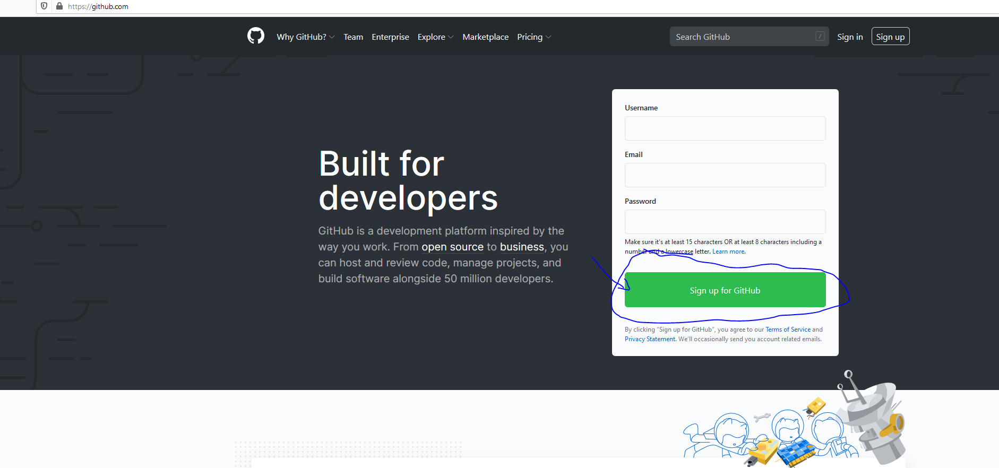 https://github.com
Why GitHub? Team Enterprise Explore Marketplace Pricing Search GitHub / Sign in Sign up
Username
Email
Built for
developers
Password
GitHub is a development platform inspired by the
way you work. From open source to business, you
can host and review code, manage projects, and
build software alongside 50 million developers.
Make sure it's at least 15 characters OR at least 8 characters including a
number and a lowercase letter. Learn more.
Sign up for GitHub
By clicking “Sign up for GitHub”, you agree to our Terms of Service and
Privacy Statement. We’ll occasionally send you account related emails.